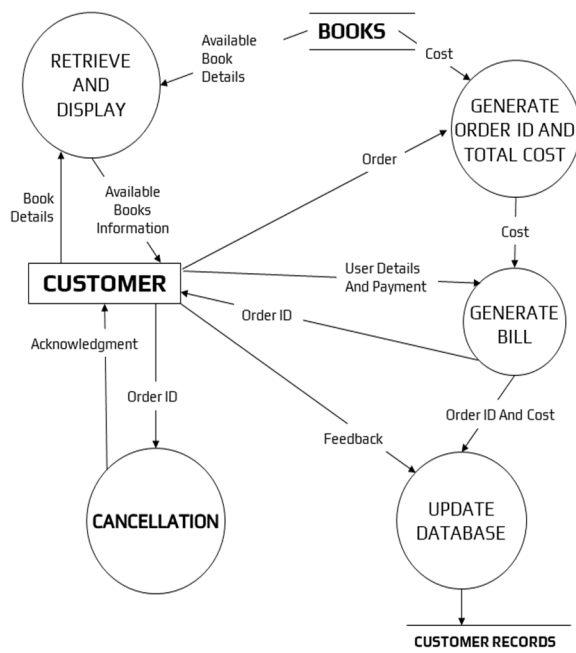 BOOKS
Available
Book
Details
Cost
RETRIEVE
AND
DISPLAY
GENERATE
ORDER ID AND
TOTAL COST
Order
Book
Details
Available
Books
Information
Cost
CUSTOMER
User Details
And Payment
Order ID
GENERATE
BILL
Acknowledgment
Order ID
Order ID And Cost
Feedback
CANCELLATION
UPDATE
DATABASE
CUSTOMER RECORDS